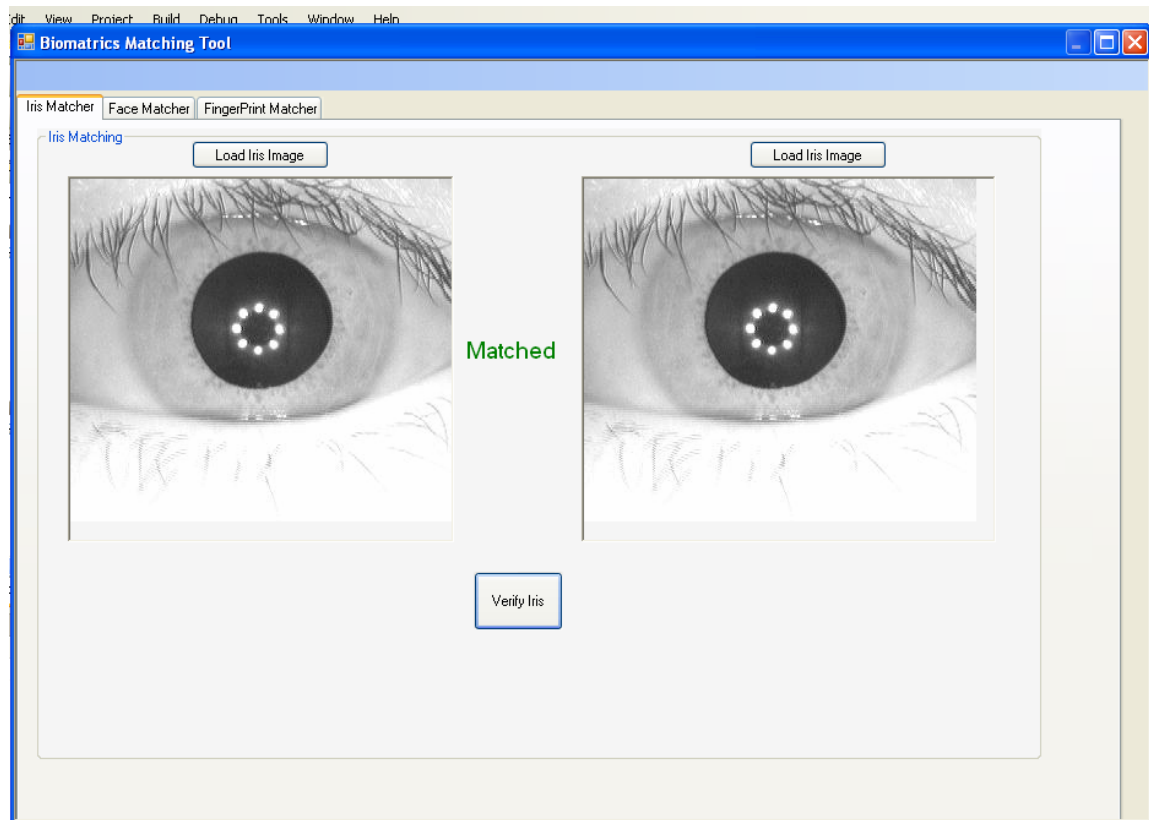 dit View Project Build Debug Tools Window Help
Biomatrics Matching Tool
Iris Matcher Face Matcher FingerPrint Matcher
Iris Matching
Load Iris Image Load Iris Image
Matched
Verify Iris